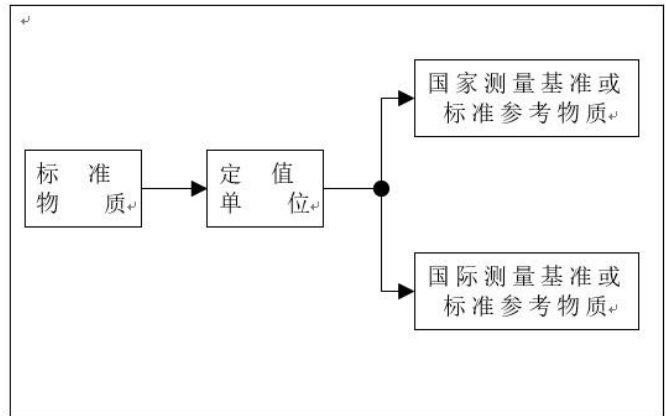 标准
物质
定值
单位
国家测量基准或
标准参考物质
国际测量基准或
标准参考物质